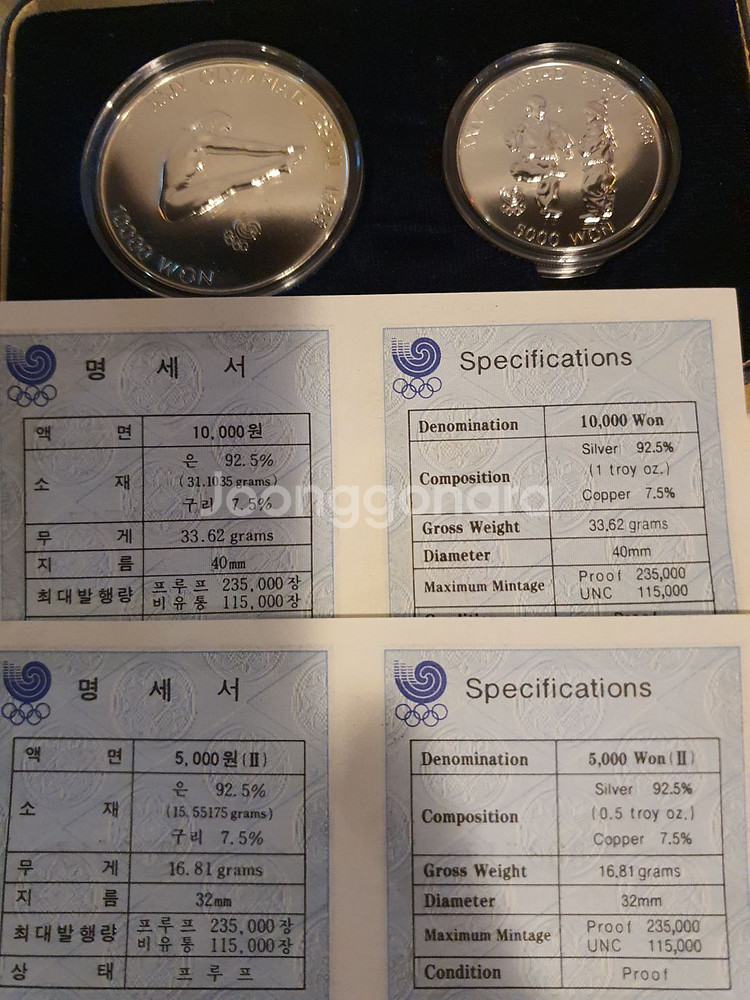 XXIV OLYMPIAD SEOUL 1988
10000 WON
XXIV OLYMPIAD SEOUL 1988
5000 WON
명 세 서
액 면 10,000원
소 재 은 92.5%
(31.1035 grams)
구리 7.5%
무 게 33.62 grams
지 름 40mm
최대발행량 프루프 235,000장
비유통 115,000장
Specifications
Denomination 10,000 Won
Composition Silver 92.5%
(1 troy oz.)
Copper 7.5%
Gross Weight 33,62 grams
Diameter 40mm
Maximum Mintage Proof 235,000
UNC 115,000
Joonggonara
명 세 서
액 면 5,000원(Ⅱ)
소 재 은 92.5%
(15.55175 grams)
구리 7.5%
무 게 16.81 grams
지 름 32mm
최대발행량 프루프 235,000장
비유통 115,000장
상 태 프루프
Specifications
Denomination 5,000 Won(Ⅱ)
Composition Silver 92.5%
(0.5 troy oz.)
Copper 7.5%
Gross Weight 16,81 grams
Diameter 32mm
Maximum Mintage Proof 235,000
UNC 115,000
Condition Proof